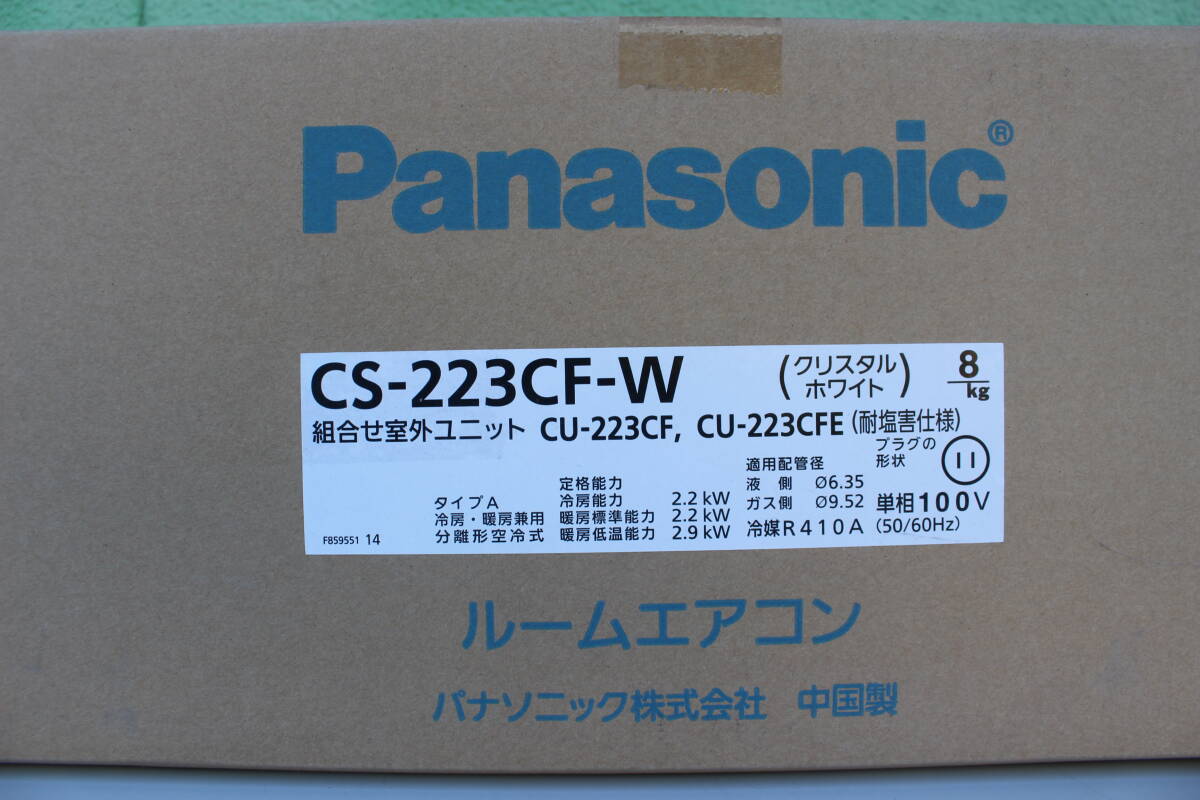 Panasonic®
CS-223CF-W
(クリスタル ホワイト)
8 kg
組合せ室外ユニット CU-223CF, CU-223CFE (耐塩害仕様)
タイプA
冷房・暖房兼用
分離形空冷式
定格能力
冷房能力 2.2 kW
暖房標準能力 2.2 kW
暖房低温能力 2.9 kW
適用配管径
液側 Ø6.35
ガス側 Ø9.52
冷媒R410A
プラグの
形状
単相100V
(50/60Hz)
F859551 14
ルームエアコン
パナソニック株式会社 中国製